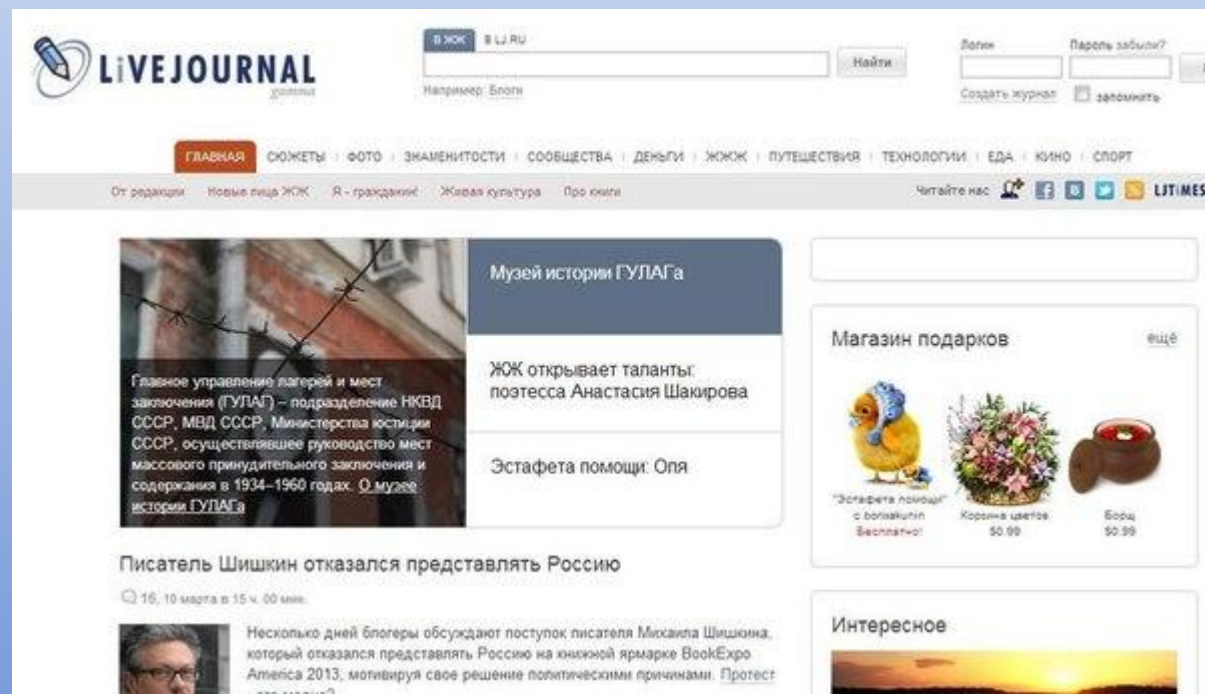 LiVEJOURNAL
gamma
В ЖЖ В LJ.RU
Найти
Например: Блоги
Логин Пароль забыли?
Создать журнал запомнить
ГЛАВНАЯ СЮЖЕТЫ ФОТО ЗНАМЕНИТОСТИ СООБЩЕСТВА ДЕНЬГИ ЖЖЖ ПУТЕШЕСТВИЯ ТЕХНОЛОГИИ ЕДА КИНО СПОРТ
От редакции Новые лица ЖЖ Я - гражданин! Живая культура Про книги Читайте нас LJTiMES
Главное управление лагерей и мест
заключения (ГУЛАГ) – подразделение НКВД
СССР, МВД СССР, Министерства юстиции
СССР, осуществлявшее руководство мест
массового принудительного заключения и
содержания в 1934–1960 годах. О музее
истории ГУЛАГа
Музей истории ГУЛАГа
ЖЖ открывает таланты:
поэтесса Анастасия Шакирова
Эстафета помощи: Оля
Магазин подарков ещё
"Эстафета помощи"
с borisakunin
Бесплатно!
Корзина цветов
$0.99
Борщ
$0.99
Писатель Шишкин отказался представлять Россию
16, 10 марта в 15 ч. 00 мин.
Несколько дней блогеры обсуждают поступок писателя Михаила Шишкина,
который отказался представлять Россию на книжной ярмарке BookExpo
America 2013, мотивируя свое решение политическими причинами. Протест
Интересное